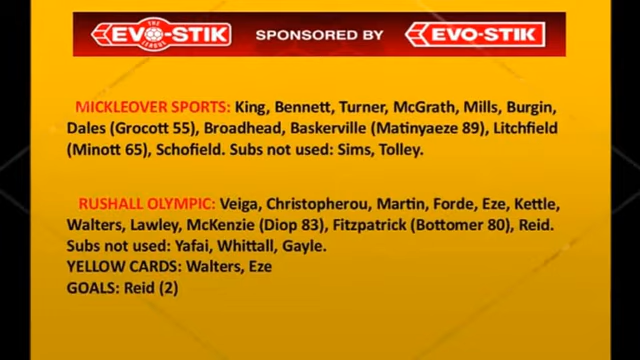 THE
EVO-STIK
LEAGUE
SPONSORED BY
EVO-STIK
MICKLEOVER SPORTS: King, Bennett, Turner, McGrath, Mills, Burgin,
Dales (Grocott 55), Broadhead, Baskerville (Matinyaeze 89), Litchfield
(Minott 65), Schofield. Subs not used: Sims, Tolley.
RUSHALL OLYMPIC: Veiga, Christopherou, Martin, Forde, Eze, Kettle,
Walters, Lawley, McKenzie (Diop 83), Fitzpatrick (Bottomer 80), Reid.
Subs not used: Yafai, Whittall, Gayle.
YELLOW CARDS: Walters, Eze
GOALS: Reid (2)